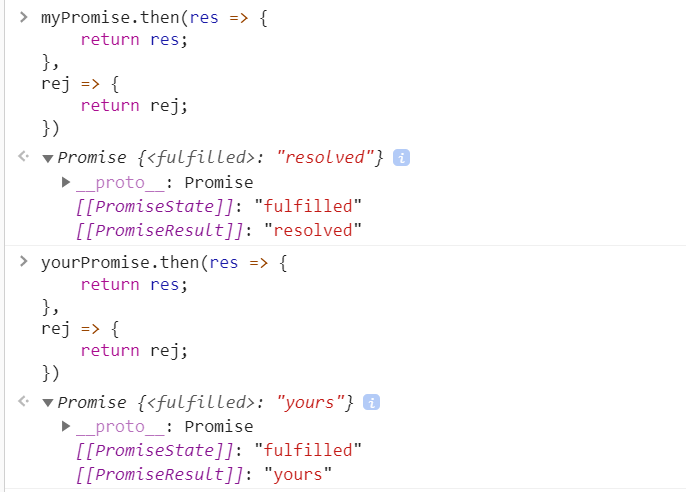 > myPromise.then(res => {
return res;
},
rej => {
return rej;
})
Promise {<fulfilled>: "resolved"} i
__proto__: Promise
[[PromiseState]]: "fulfilled"
[[PromiseResult]]: "resolved"
> yourPromise.then(res => {
return res;
},
rej => {
return rej;
})
Promise {<fulfilled>: "yours"} i
__proto__: Promise
[[PromiseState]]: "fulfilled"
[[PromiseResult]]: "yours"